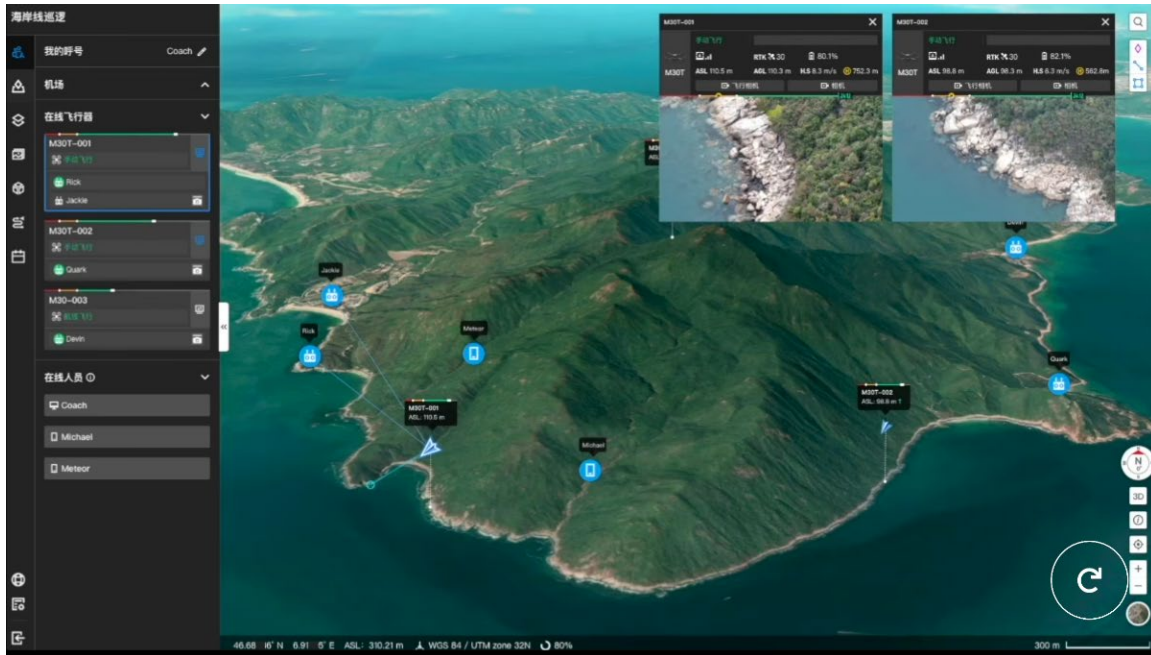 海岸线巡逻
我的呼号
Coach
机场
在线飞行器
M30T-001
手动飞行
Rick
Jackie
M30T-002
手动飞行
Quark
M30-003
航线飞行
Devin
在线人员
Coach
Michael
Meteor
M30T-001
手动飞行
RTK 30
80.1%
M30T
ASL 110.5 m
AGL 110.3 m
H.S 8.3 m/s
752.3 m
飞行相机
相机
M30T-002
手动飞行
RTK 30
82.1%
M30T
ASL 98.8 m
AGL 98.3 m
H.S 6.3 m/s
582.8m
飞行相机
相机
Jackie
Rick
Meteor
M30T-001
ASL: 110.5 m
Michael
M30T-002
ASL: 98.8 m
Quark
Devin
N
3D
46.68
6.91
ASL: 310.21 m
WGS 84 / UTM zone 32N
80%
300 m